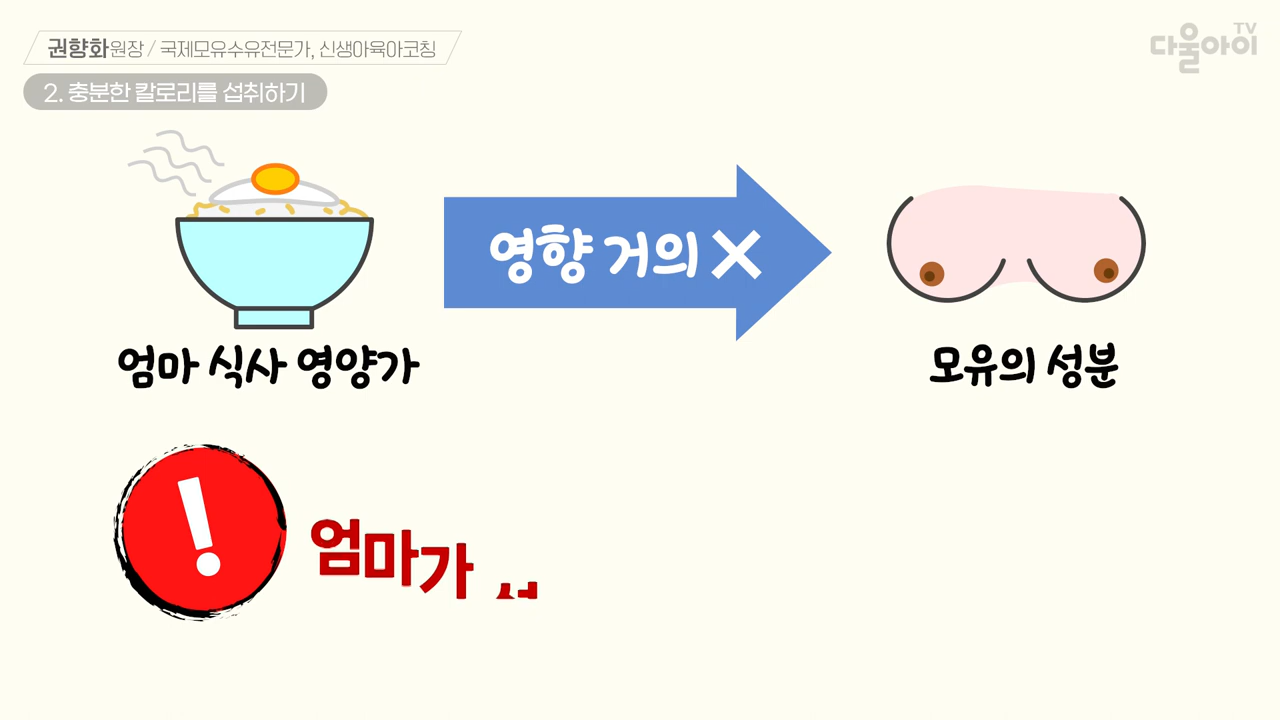 권향화원장 / 국제모유수유전문가, 신생아육아코칭
TV
다울아이
2. 충분한 칼로리를 섭취하기
영향 거의 X
엄마 식사 영양가
모유의 성분
엄마가